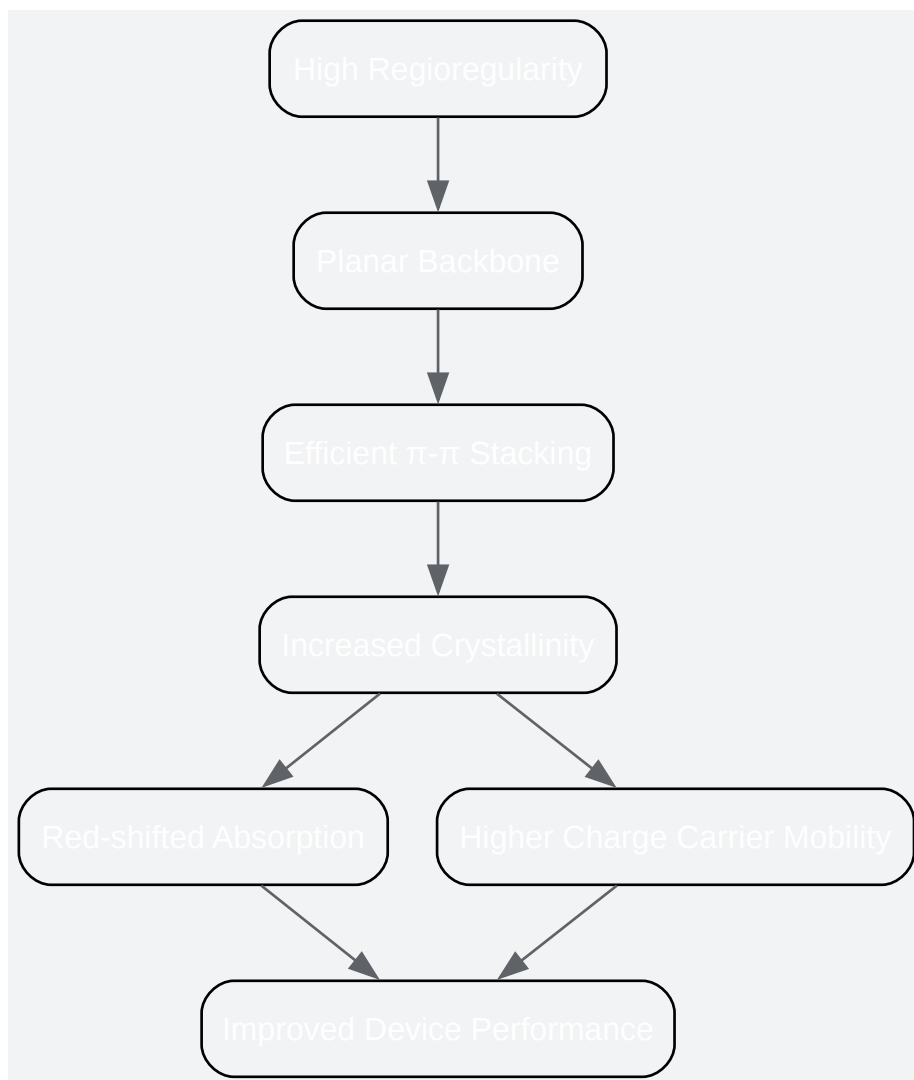 High Regioregularity
Planar Backbone
Efficient π-π Stacking
Increased Crystallinity
Red-shifted Absorption
Higher Charge Carrier Mobility
Improved Device Performance